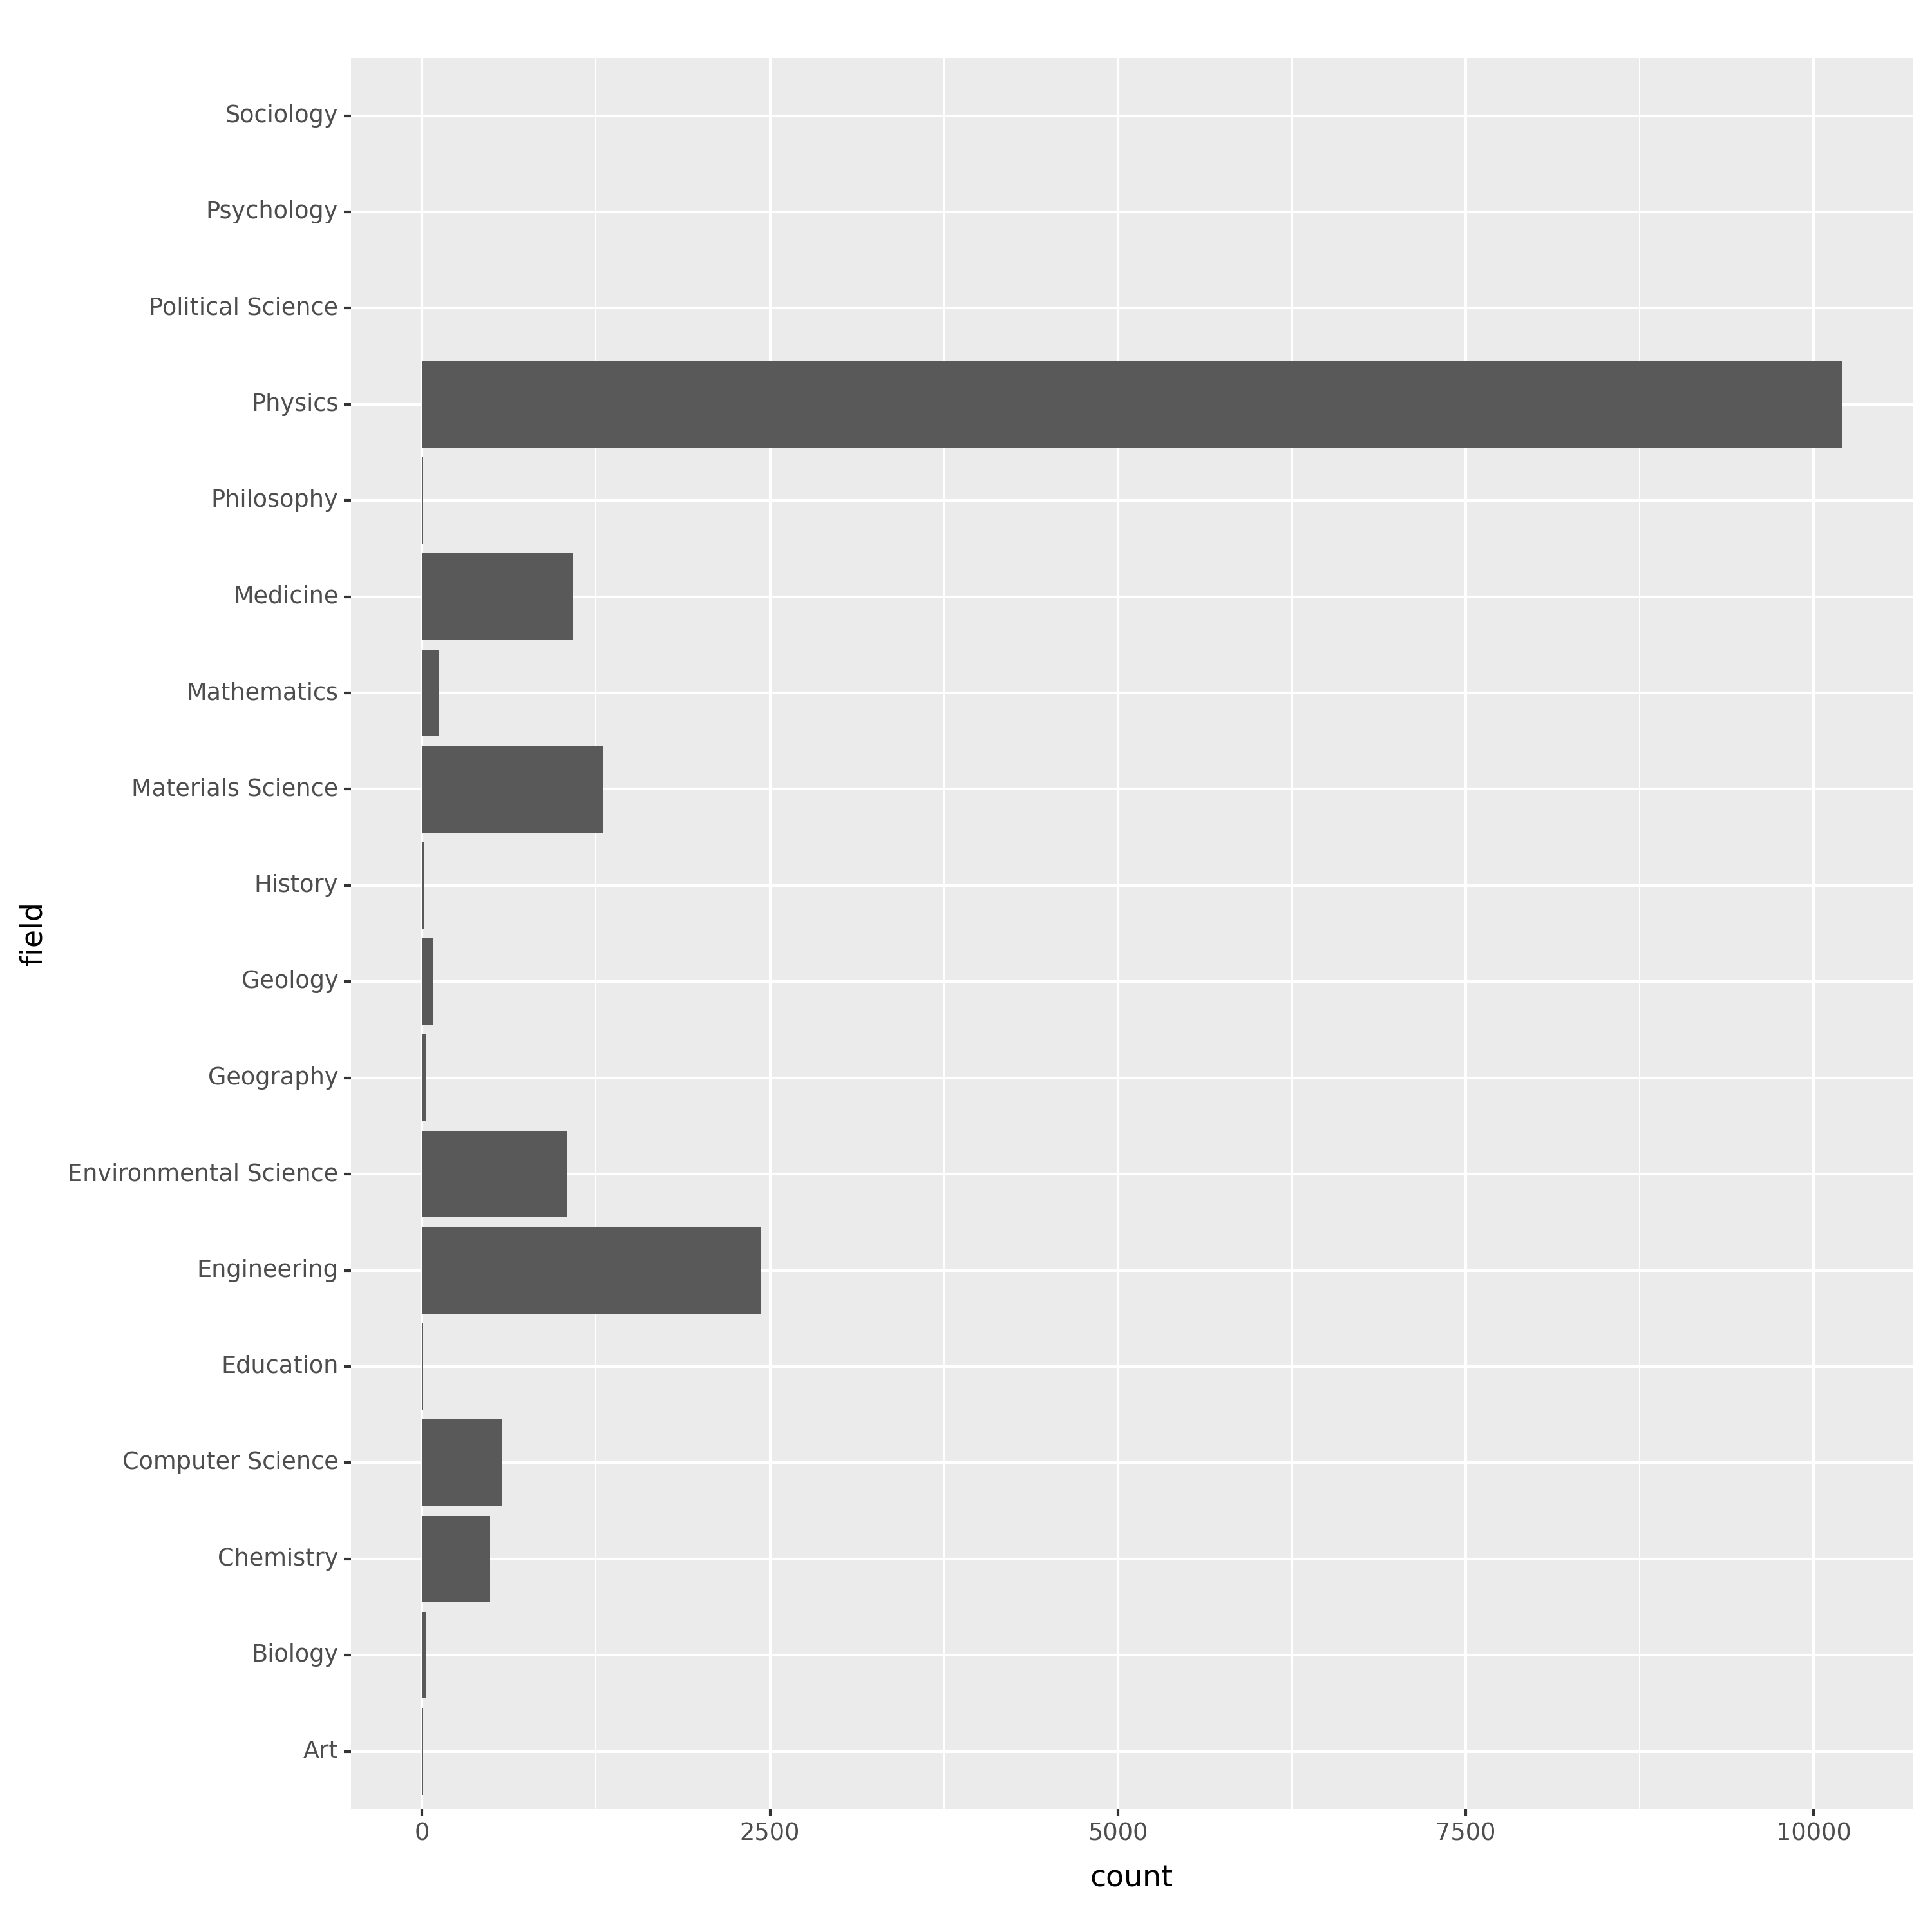 Sociology
Psychology
Political Science
Physics
Philosophy
Medicine
Mathematics
Materials Science
History
Geology
Geography
Environmental Science
Engineering
Education
Computer Science
Chemistry
Biology
Art
field
0 2500 5000 7500 10000
count